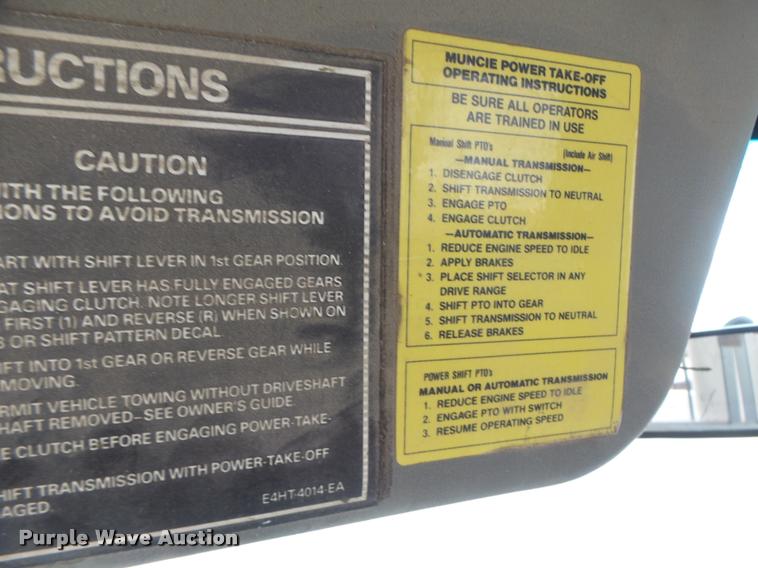 RUCTIONS
CAUTION
WITH THE FOLLOWING
IONS TO AVOID TRANSMISSION
ART WITH SHIFT LEVER IN 1st GEAR POSITION.
AT SHIFT LEVER HAS FULLY ENGAGED GEARS
GAGING CLUTCH. NOTE LONGER SHIFT LEVER
FIRST (1) AND REVERSE (R) WHEN SHOWN ON
B OR SHIFT PATTERN DECAL.
IFT INTO 1st GEAR OR REVERSE GEAR WHILE
MOVING.
ERMIT VEHICLE TOWING WITHOUT DRIVESHAFT
HAFT REMOVED—SEE OWNER'S GUIDE
E CLUTCH BEFORE ENGAGING POWER-TAKE-
HIFT TRANSMISSION WITH POWER-TAKE-OFF
AGED.
E4HT-4014-EA
MUNCIE POWER TAKE-OFF
OPERATING INSTRUCTIONS
BE SURE ALL OPERATORS
ARE TRAINED IN USE
Manual Shift PTO's (Include Air Shift)
—MANUAL TRANSMISSION—
1. DISENGAGE CLUTCH
2. SHIFT TRANSMISSION TO NEUTRAL
3. ENGAGE PTO
4. ENGAGE CLUTCH
—AUTOMATIC TRANSMISSION—
1. REDUCE ENGINE SPEED TO IDLE
2. APPLY BRAKES
3. PLACE SHIFT SELECTOR IN ANY
DRIVE RANGE
4. SHIFT PTO INTO GEAR
5. SHIFT TRANSMISSION TO NEUTRAL
6. RELEASE BRAKES
POWER SHIFT PTO's
MANUAL OR AUTOMATIC TRANSMISSION
1. REDUCE ENGINE SPEED TO IDLE
2. ENGAGE PTO WITH SWITCH
3. RESUME OPERATING SPEED
Purple Wave Auction